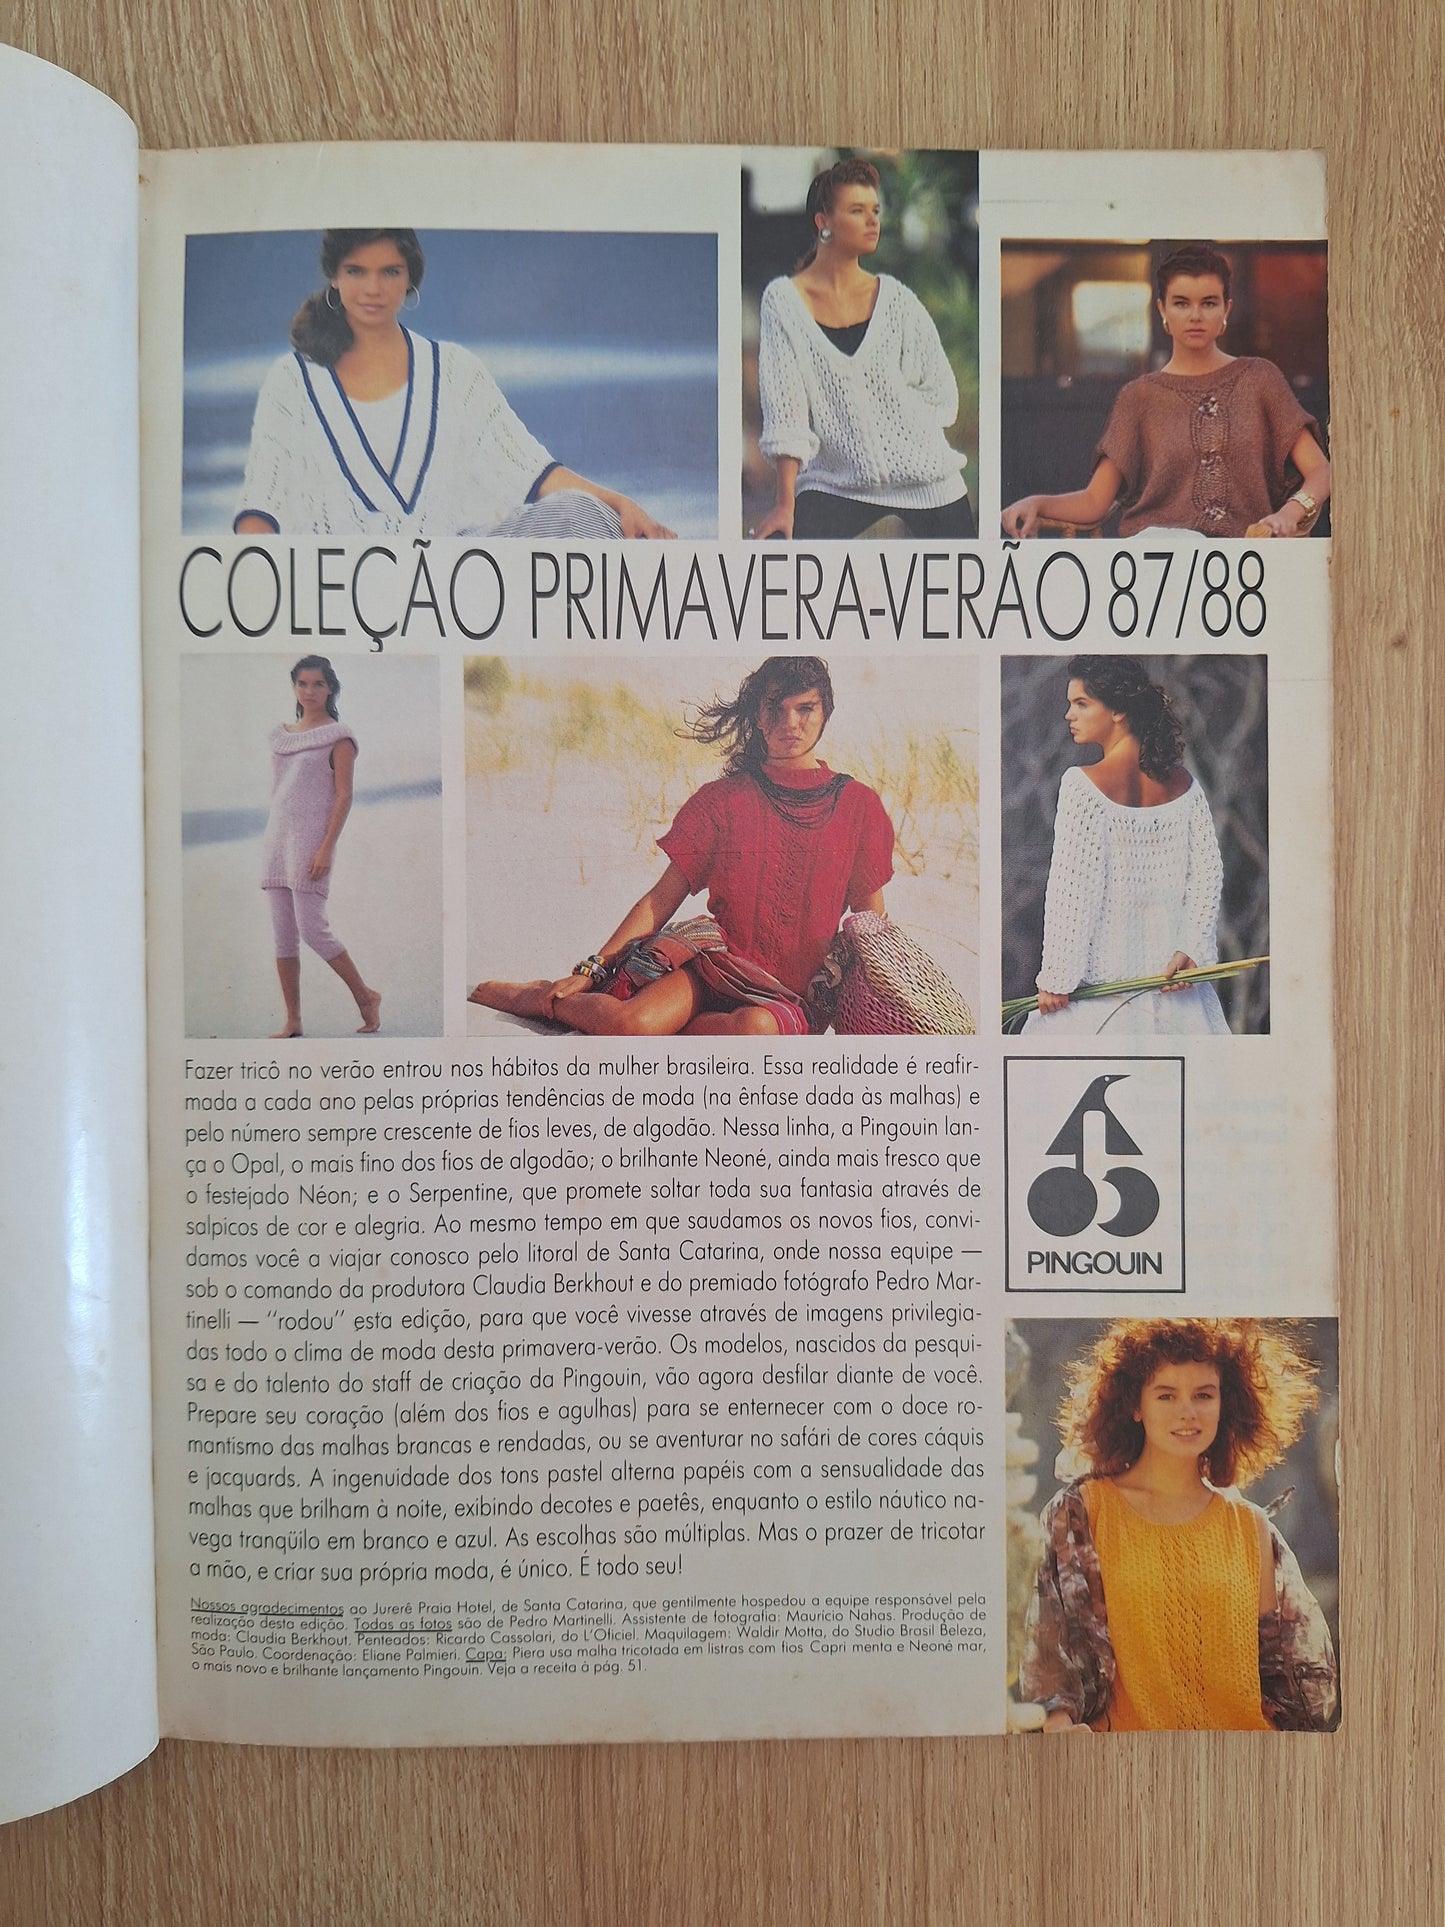 COLEÇÃO PRIMAVERA-VERÃO 87/88
Fazer tricô no verão entrou nos hábitos da mulher brasileira. Essa realidade é reafir-
mada a cada ano pelas próprias tendências de moda (na ênfase dada às malhas) e
pelo número sempre crescente de fios leves, de algodão. Nessa linha, a Pingouin lan-
ça o Opal, o mais fino dos fios de algodão; o brilhante Neoné, ainda mais fresco que
o festejado Néon; e o Serpentine, que promete soltar toda sua fantasia através de
salpicos de cor e alegria. Ao mesmo tempo em que saudamos os novos fios, convi-
damos você a viajar conosco pelo litoral de Santa Catarina, onde nossa equipe —
sob o comando da produtora Claudia Berkhout e do premiado fotógrafo Pedro Mar-
tinelli — "rodou" esta edição, para que você vivesse através de imagens privilegia-
das todo o clima de moda desta primavera-verão. Os modelos, nascidos da pesqui-
sa e do talento do staff de criação da Pingouin, vão agora desfilar diante de você.
Prepare seu coração (além dos fios e agulhas) para se enternecer com o doce ro-
mantismo das malhas brancas e rendadas, ou se aventurar no safári de cores cáquis
e jacquards. A ingenuidade dos tons pastel alterna papéis com a sensualidade das
malhas que brilham à noite, exibindo decotes e paetês, enquanto o estilo náutico na-
vega tranqüilo em branco e azul. As escolhas são múltiplas. Mas o prazer de tricotar
a mão, e criar sua própria moda, é único. É todo seu!
Nossos agradecimentos ao Jurerê Praia Hotel, de Santa Catarina, que gentilmente hospedou a equipe responsável pela
realização desta edição. Todas as fotos são de Pedro Martinelli. Assistente de fotografia: Maurício Nahas. Produção de
moda: Claudia Berkhout. Penteados: Ricardo Cassolari, do L'Oficiel. Maquilagem: Waldir Motta, do Studio Brasil Beleza,
São Paulo. Coordenação: Eliane Palmieri. Capa: Piera usa malha tricotada em listras com fios Capri menta e Neoné mar,
o mais novo e brilhante lançamento Pingouin. Veja a receita à pág. 51.
PINGOUIN